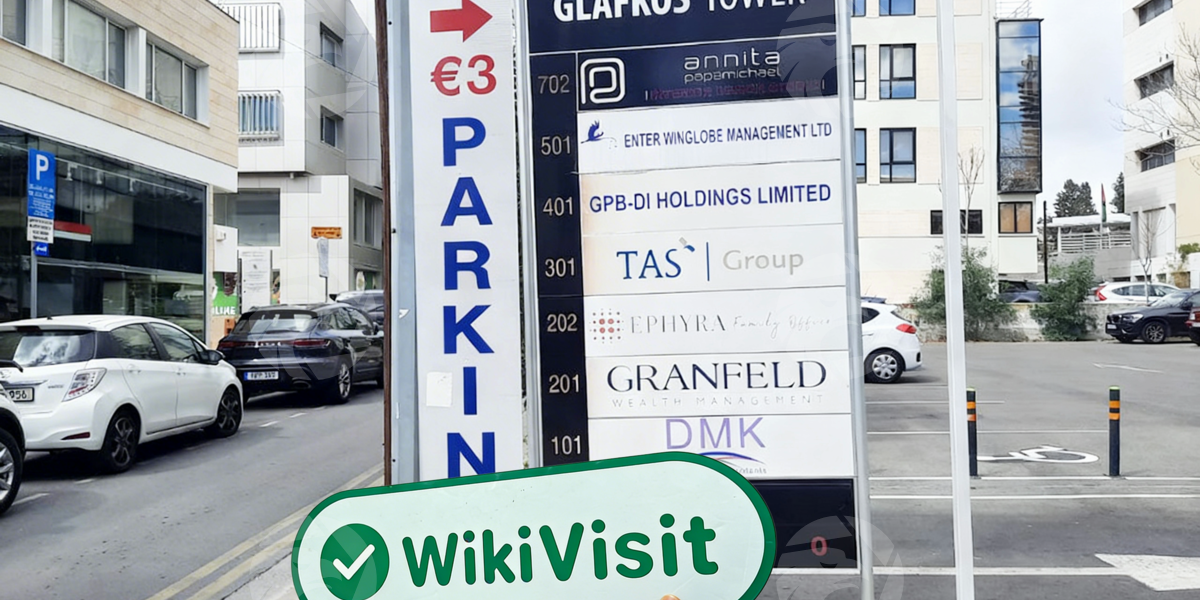 €3
PARKIN
GLAFKOS TOWER
702 annita
papamichael
501 ENTER WINGLOBE MANAGEMENT LTD
401 GPB-DI HOLDINGS LIMITED
301 TAS Group
202 EPHYRA Family Office
201 GRANFELD
WEALTH MANAGEMENT
101 DMK
0
P
WikiVisit